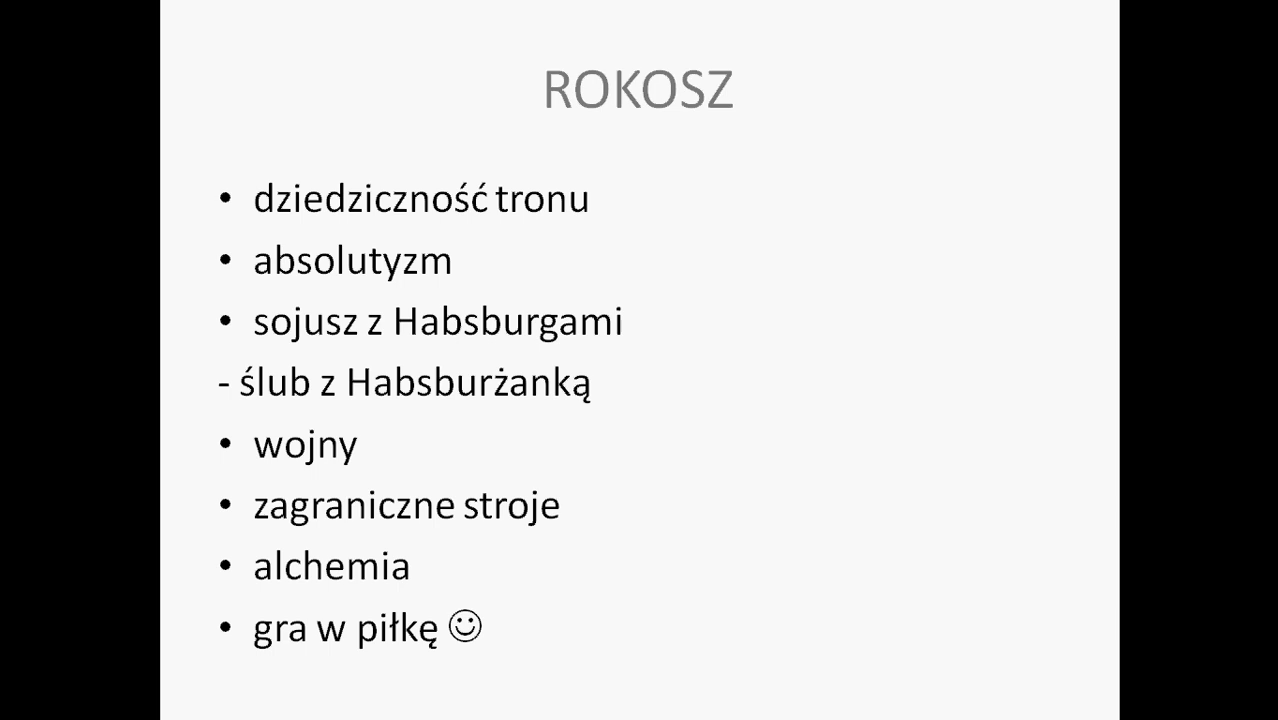 ROKOSZ
• dziedziczność tronu
• absolutyzm
• sojusz z Habsburgami
- ślub z Habsburżanką
• wojny
• zagraniczne stroje
• alchemia
• gra w piłkę ☺